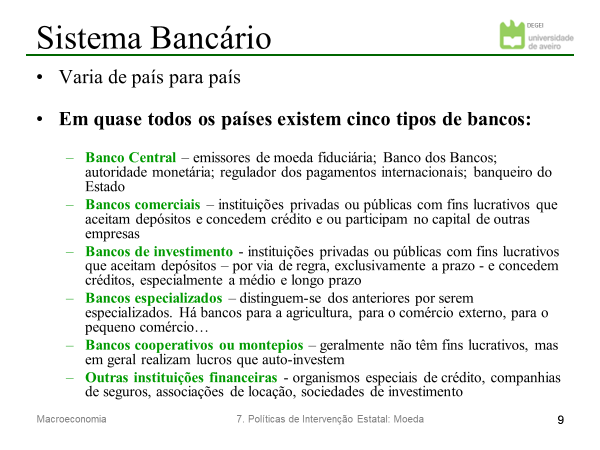 Sistema Bancário
DEGEI
universidade
de aveiro
• Varia de país para país
• Em quase todos os países existem cinco tipos de bancos:
– Banco Central – emissores de moeda fiduciária; Banco dos Bancos;
autoridade monetária; regulador dos pagamentos internacionais; banqueiro do
Estado
– Bancos comerciais – instituições privadas ou públicas com fins lucrativos que
aceitam depósitos e concedem crédito e ou participam no capital de outras
empresas
– Bancos de investimento - instituições privadas ou públicas com fins lucrativos
que aceitam depósitos – por via de regra, exclusivamente a prazo - e concedem
créditos, especialmente a médio e longo prazo
– Bancos especializados – distinguem-se dos anteriores por serem
especializados. Há bancos para a agricultura, para o comércio externo, para o
pequeno comércio…
– Bancos cooperativos ou montepios – geralmente não têm fins lucrativos, mas
em geral realizam lucros que auto-investem
– Outras instituições financeiras - organismos especiais de crédito, companhias
de seguros, associações de locação, sociedades de investimento
Macroeconomia
7. Políticas de Intervenção Estatal: Moeda
9